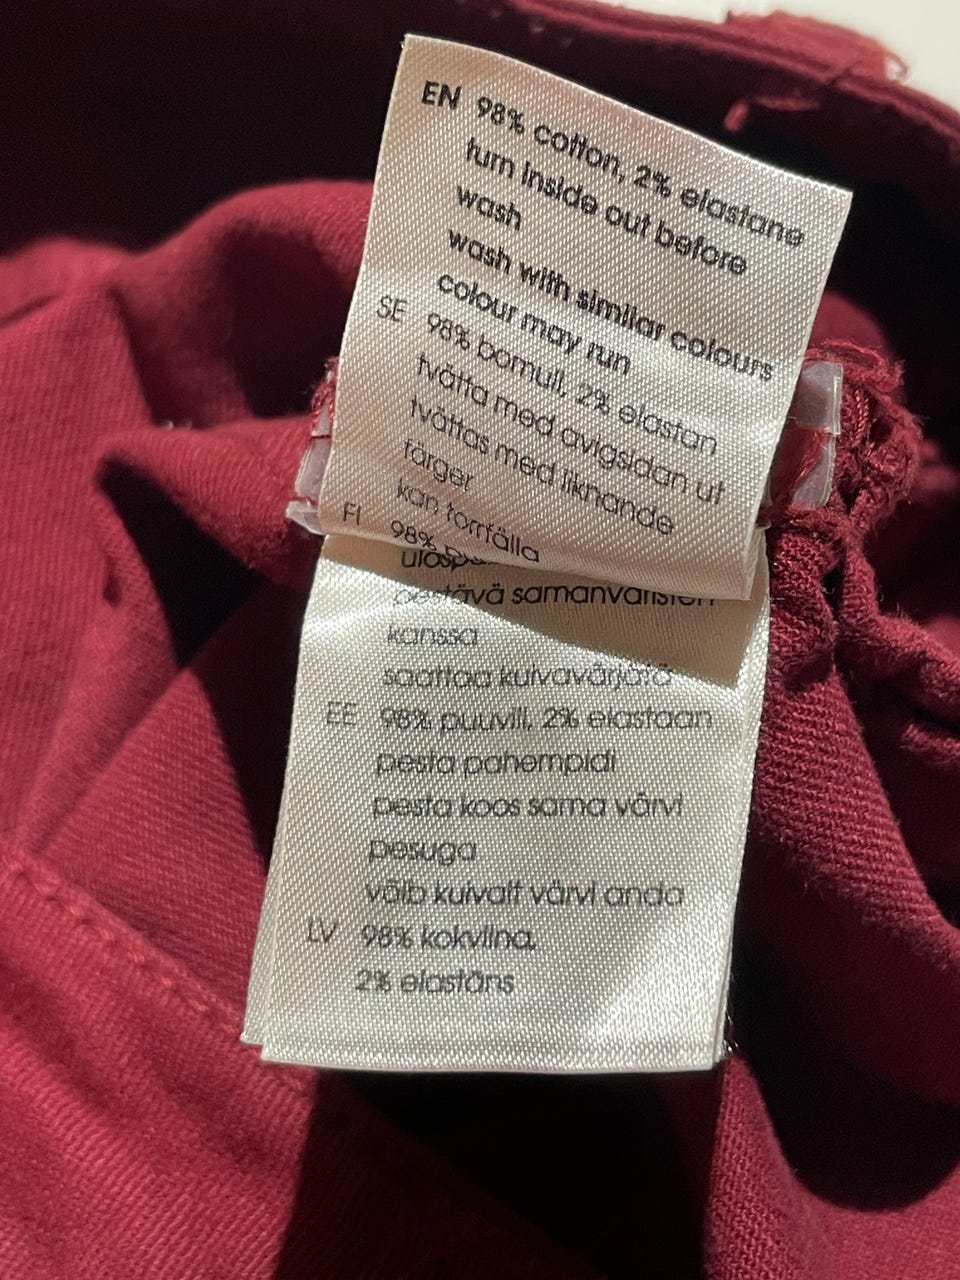 EN 98% cotton, 2% elastane
turn inside out before
wash
wash with similar colours
colour may run
SE 98% bomull, 2% elastan
tvätta med avigsidan ut
tvättas med liknande
färger
kan torrfälla
FI 98%
pestävä samanväristen
kanssa
saattaa kuivavärjätä
EE 98% puuvill, 2% elastaan
pesta pahempidi
pesta koos sama värvi
pesuga
võib kuivalt värvi anda
LV 98% kokvilna,
2% elastāns